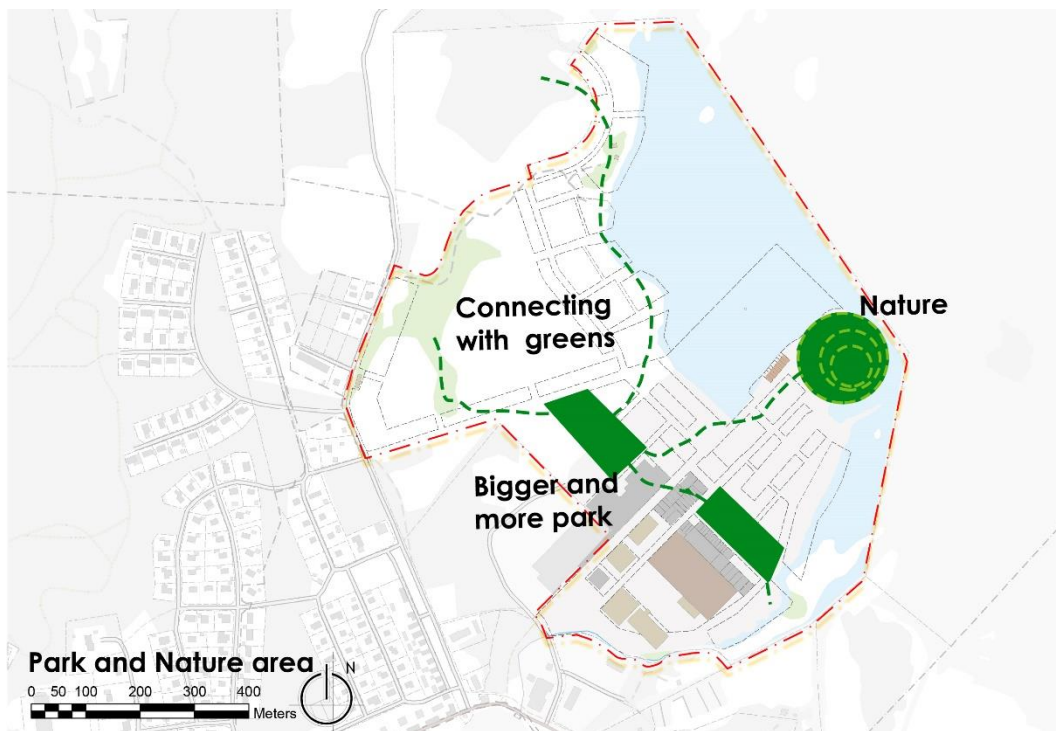 Nature
Connecting
with greens
Bigger and
more park
Park and Nature area
N
0 50 100 200 300 400
Meters